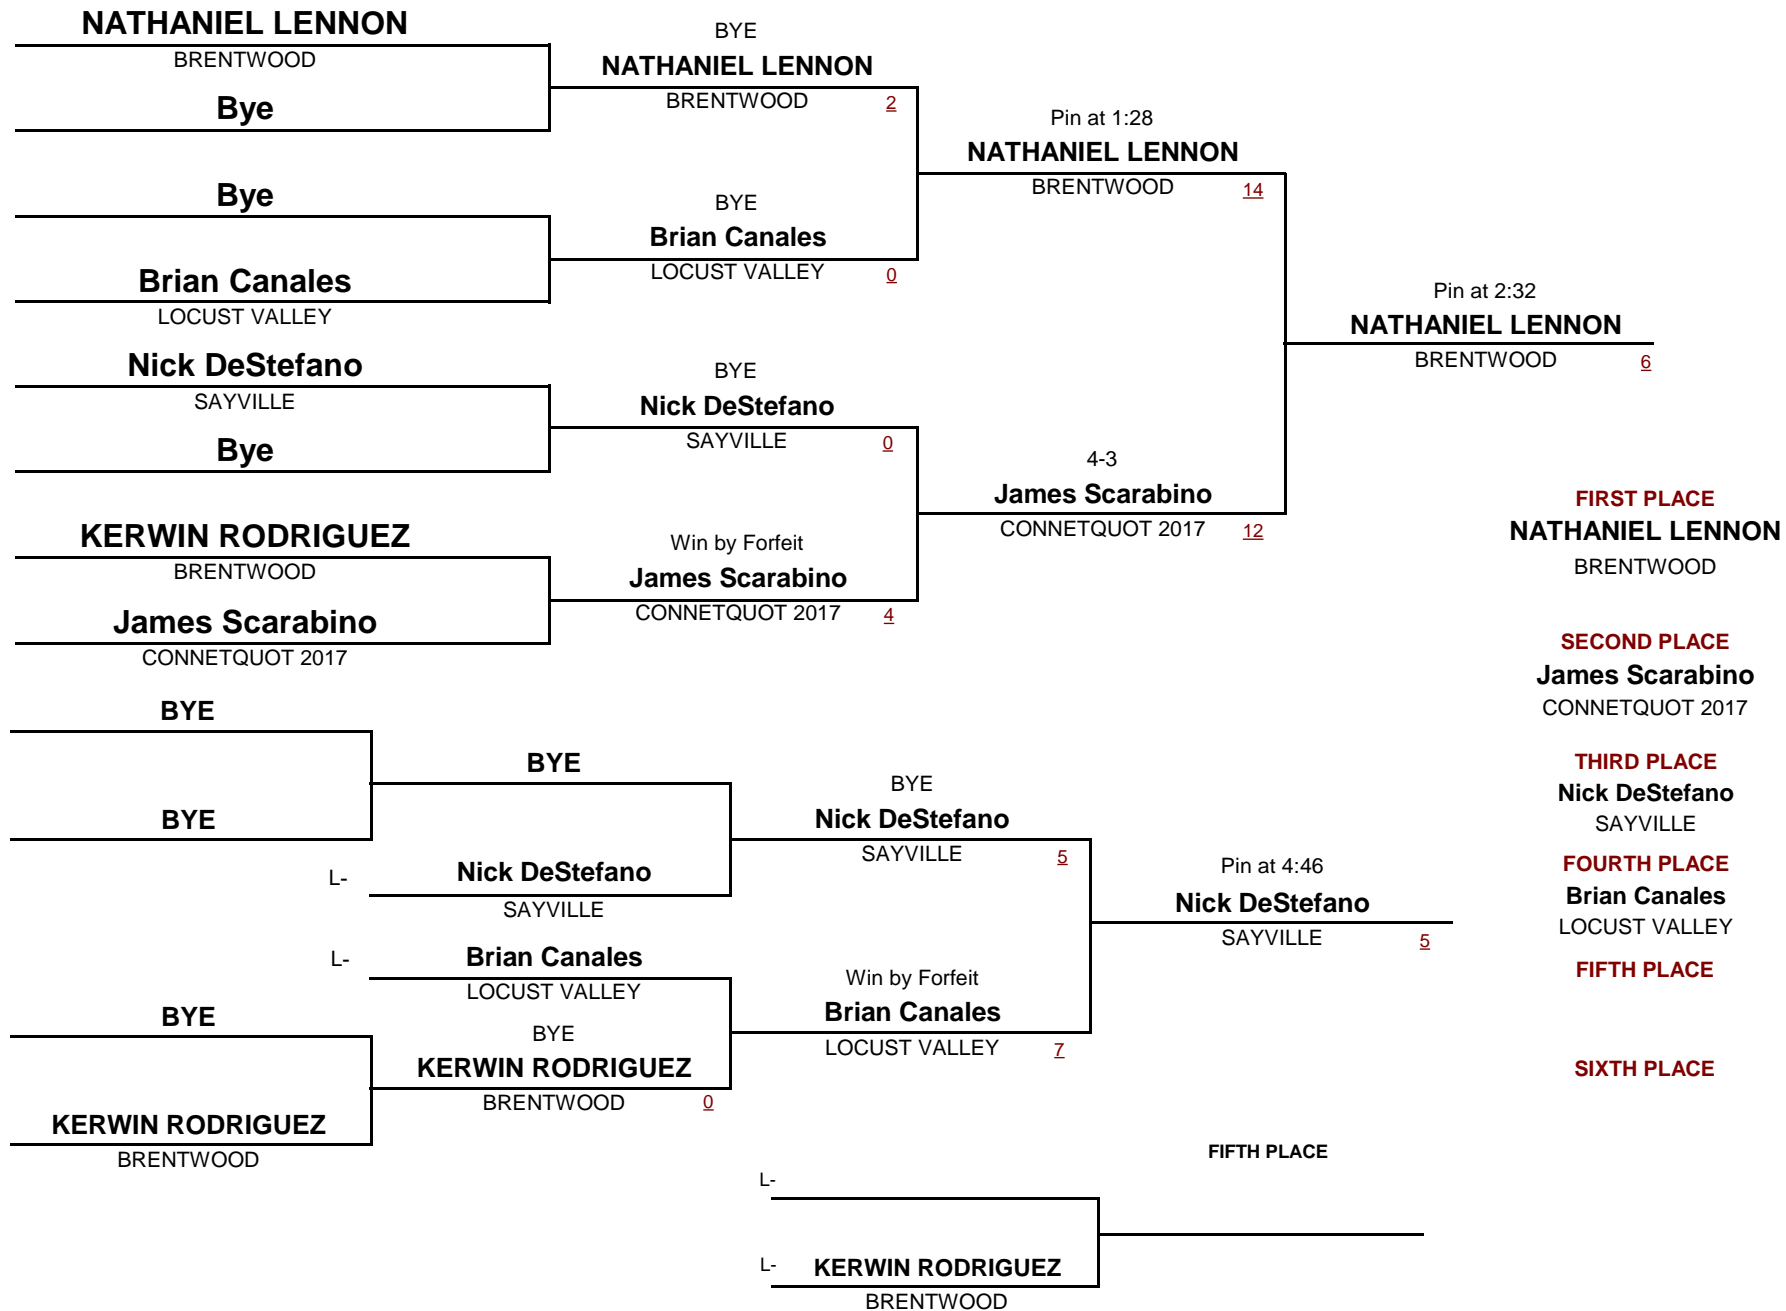 NATHANIEL LENNON
BRENTWOOD
Bye
Bye
Brian Canales
LOCUST VALLEY
Nick DeStefano
SAYVILLE
Bye
KERWIN RODRIGUEZ
BRENTWOOD
James Scarabino
CONNETQUOT 2017
BYE
NATHANIEL LENNON
BRENTWOOD 2
BYE
Brian Canales
LOCUST VALLEY 0
BYE
Nick DeStefano
SAYVILLE 0
Win by Forfeit
James Scarabino
CONNETQUOT 2017 4
Pin at 1:28
NATHANIEL LENNON
BRENTWOOD 14
4-3
James Scarabino
CONNETQUOT 2017 12
Pin at 2:32
NATHANIEL LENNON
BRENTWOOD 6
FIRST PLACE
NATHANIEL LENNON
BRENTWOOD
SECOND PLACE
James Scarabino
CONNETQUOT 2017
THIRD PLACE
Nick DeStefano
SAYVILLE
FOURTH PLACE
Brian Canales
LOCUST VALLEY
FIFTH PLACE
SIXTH PLACE
BYE
BYE
BYE
KERWIN RODRIGUEZ
BRENTWOOD
BYE
L- Nick DeStefano
SAYVILLE
L- Brian Canales
LOCUST VALLEY
BYE
KERWIN RODRIGUEZ
BRENTWOOD 0
BYE
Nick DeStefano
SAYVILLE 5
Win by Forfeit
Brian Canales
LOCUST VALLEY 7
Pin at 4:46
Nick DeStefano
SAYVILLE 5
FIFTH PLACE
L-
L- KERWIN RODRIGUEZ
BRENTWOOD